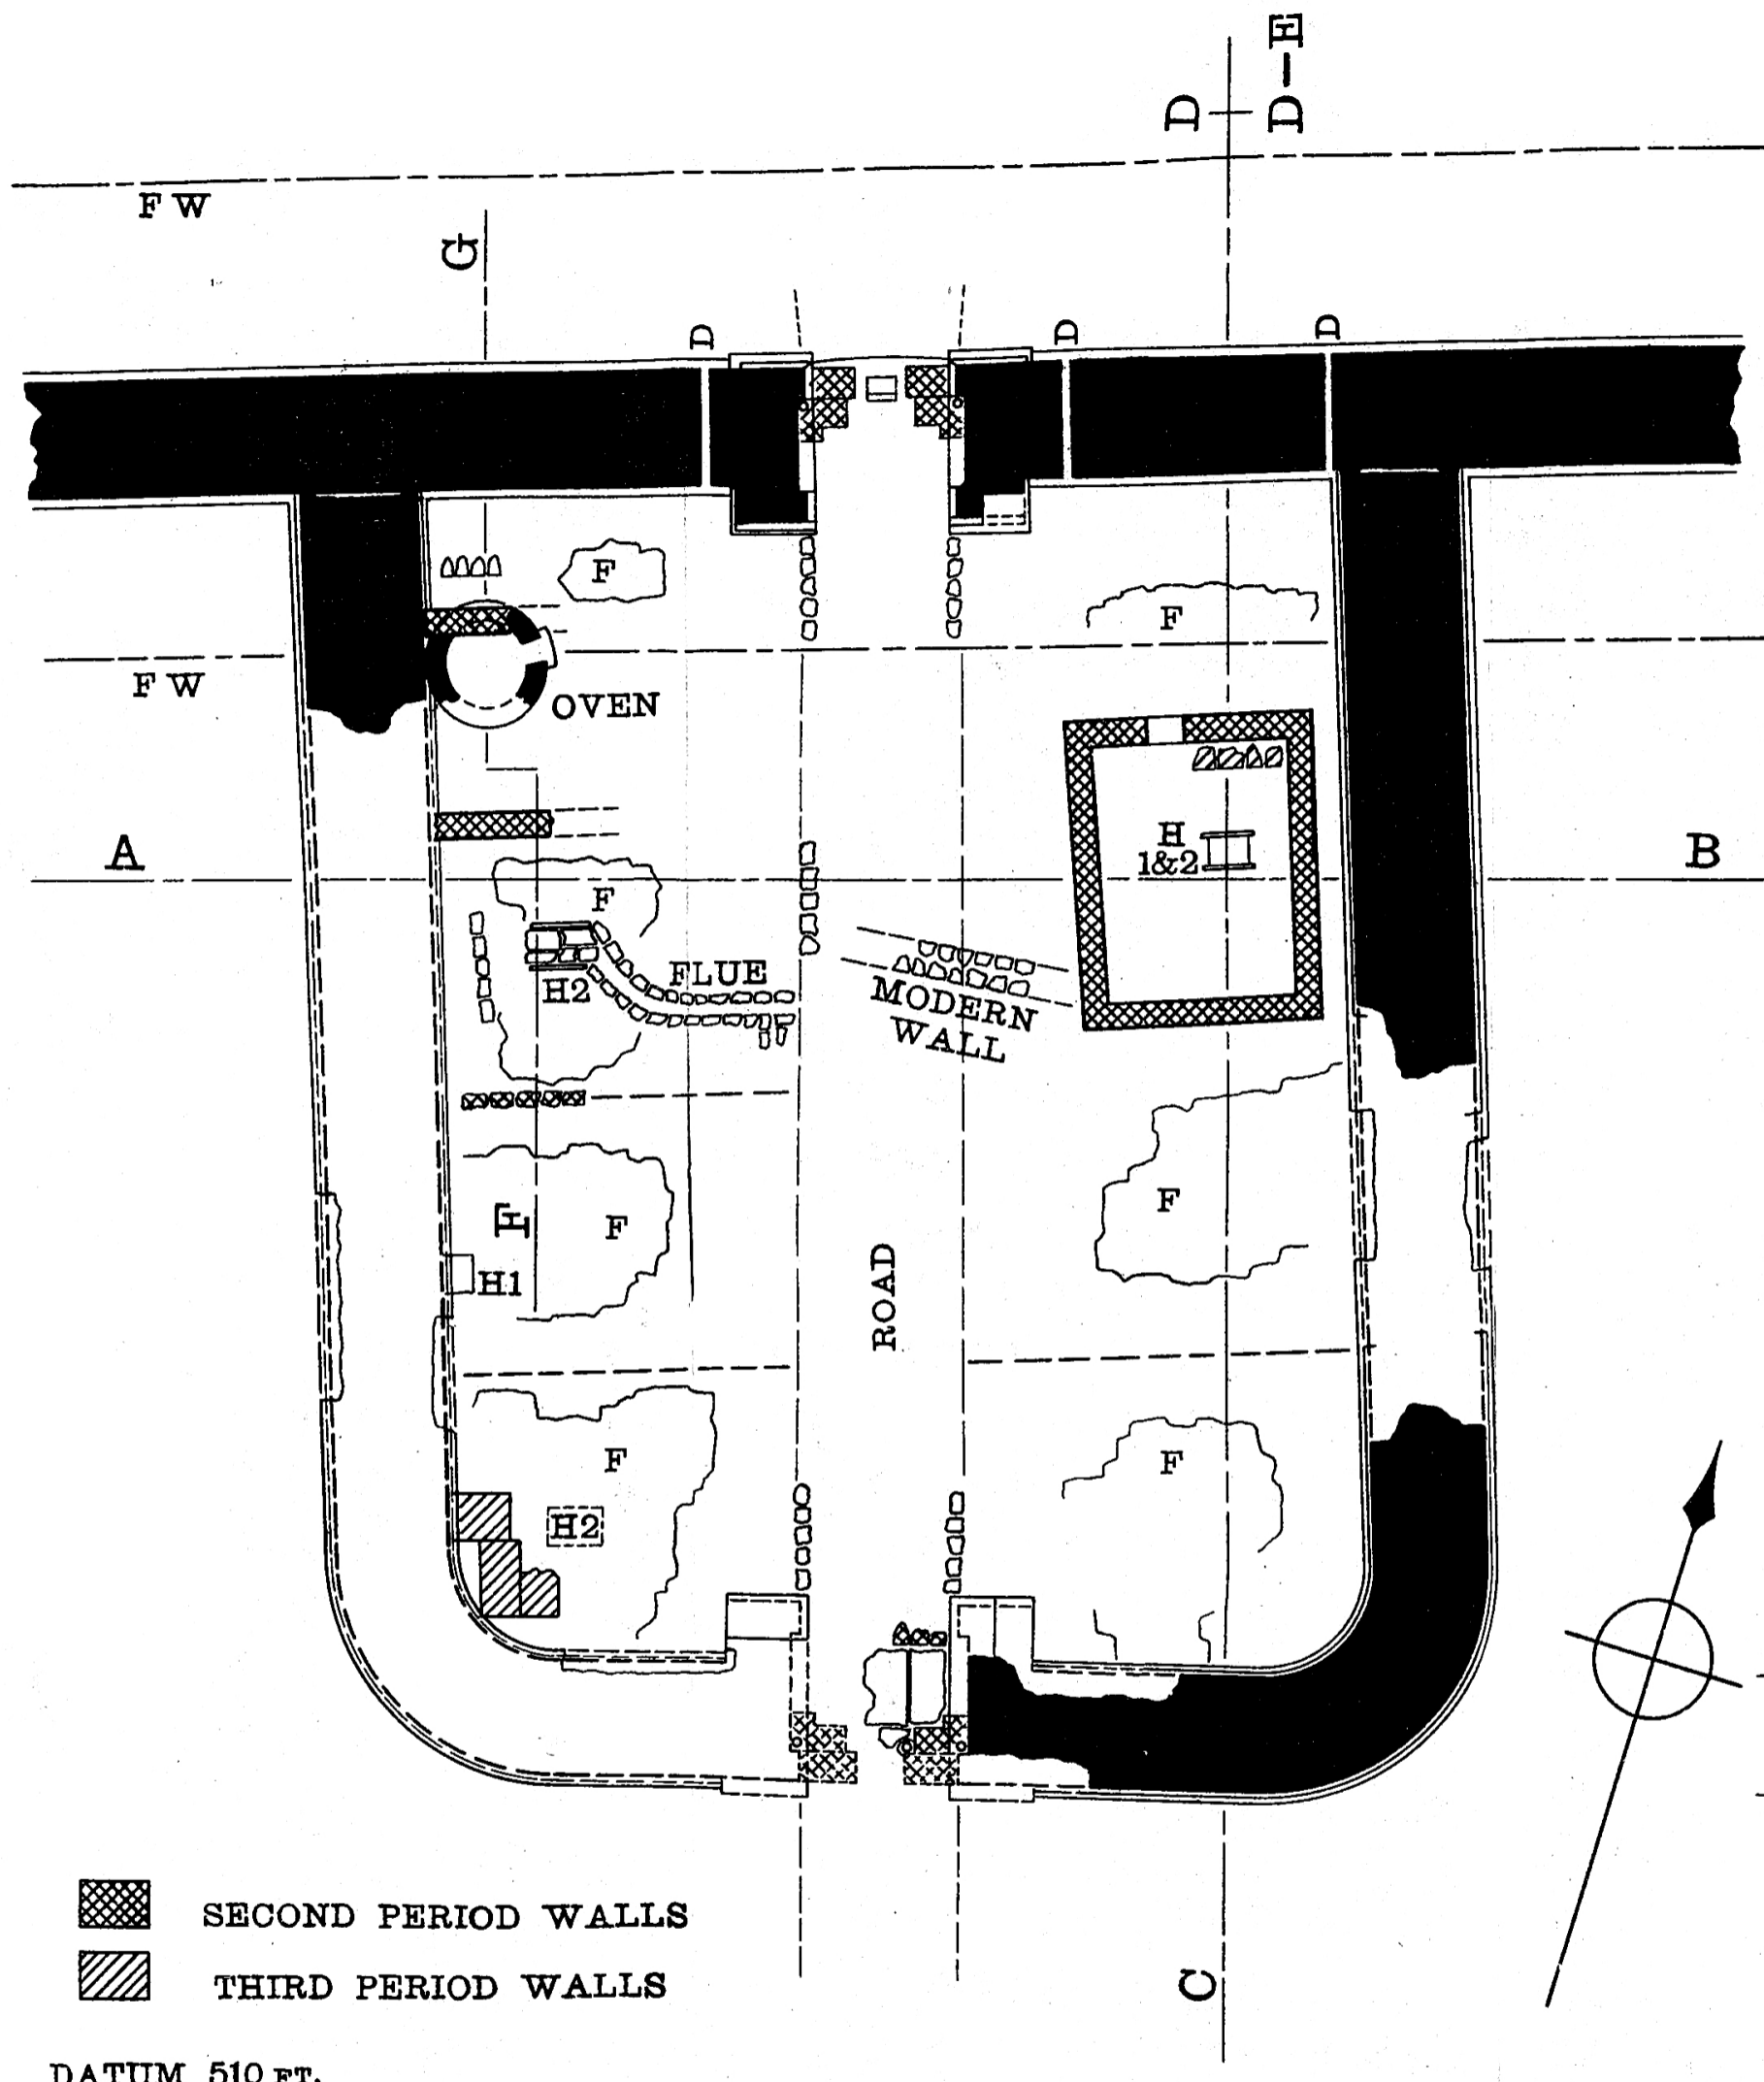 D
D–E
F W
G
D
D
D
F
F
F W
OVEN
A
H
1&2
B
F
H2
FLUE
MODERN
WALL
F
F
F
H1
ROAD
F
F
H2
C
SECOND PERIOD WALLS
THIRD PERIOD WALLS
DATUM 510 FT.